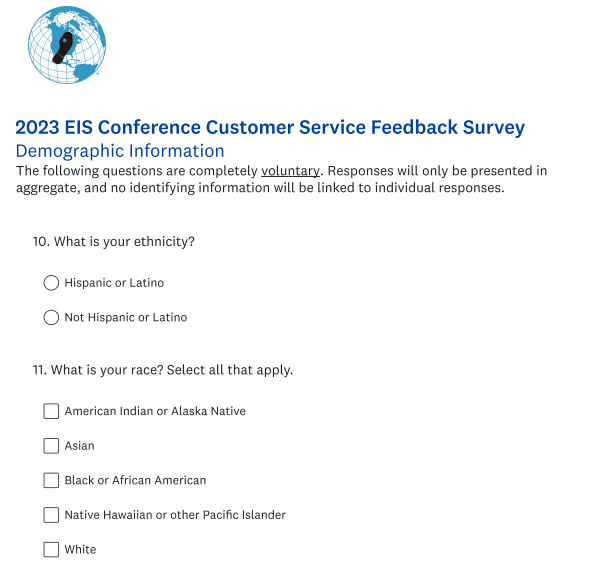 2023 EIS Conference Customer Service Feedback Survey
Demographic Information
The following questions are completely voluntary. Responses will only be presented in
aggregate, and no identifying information will be linked to individual responses.
10. What is your ethnicity?
Hispanic or Latino
Not Hispanic or Latino
11. What is your race? Select all that apply.
American Indian or Alaska Native
Asian
Black or African American
Native Hawaiian or other Pacific Islander
White